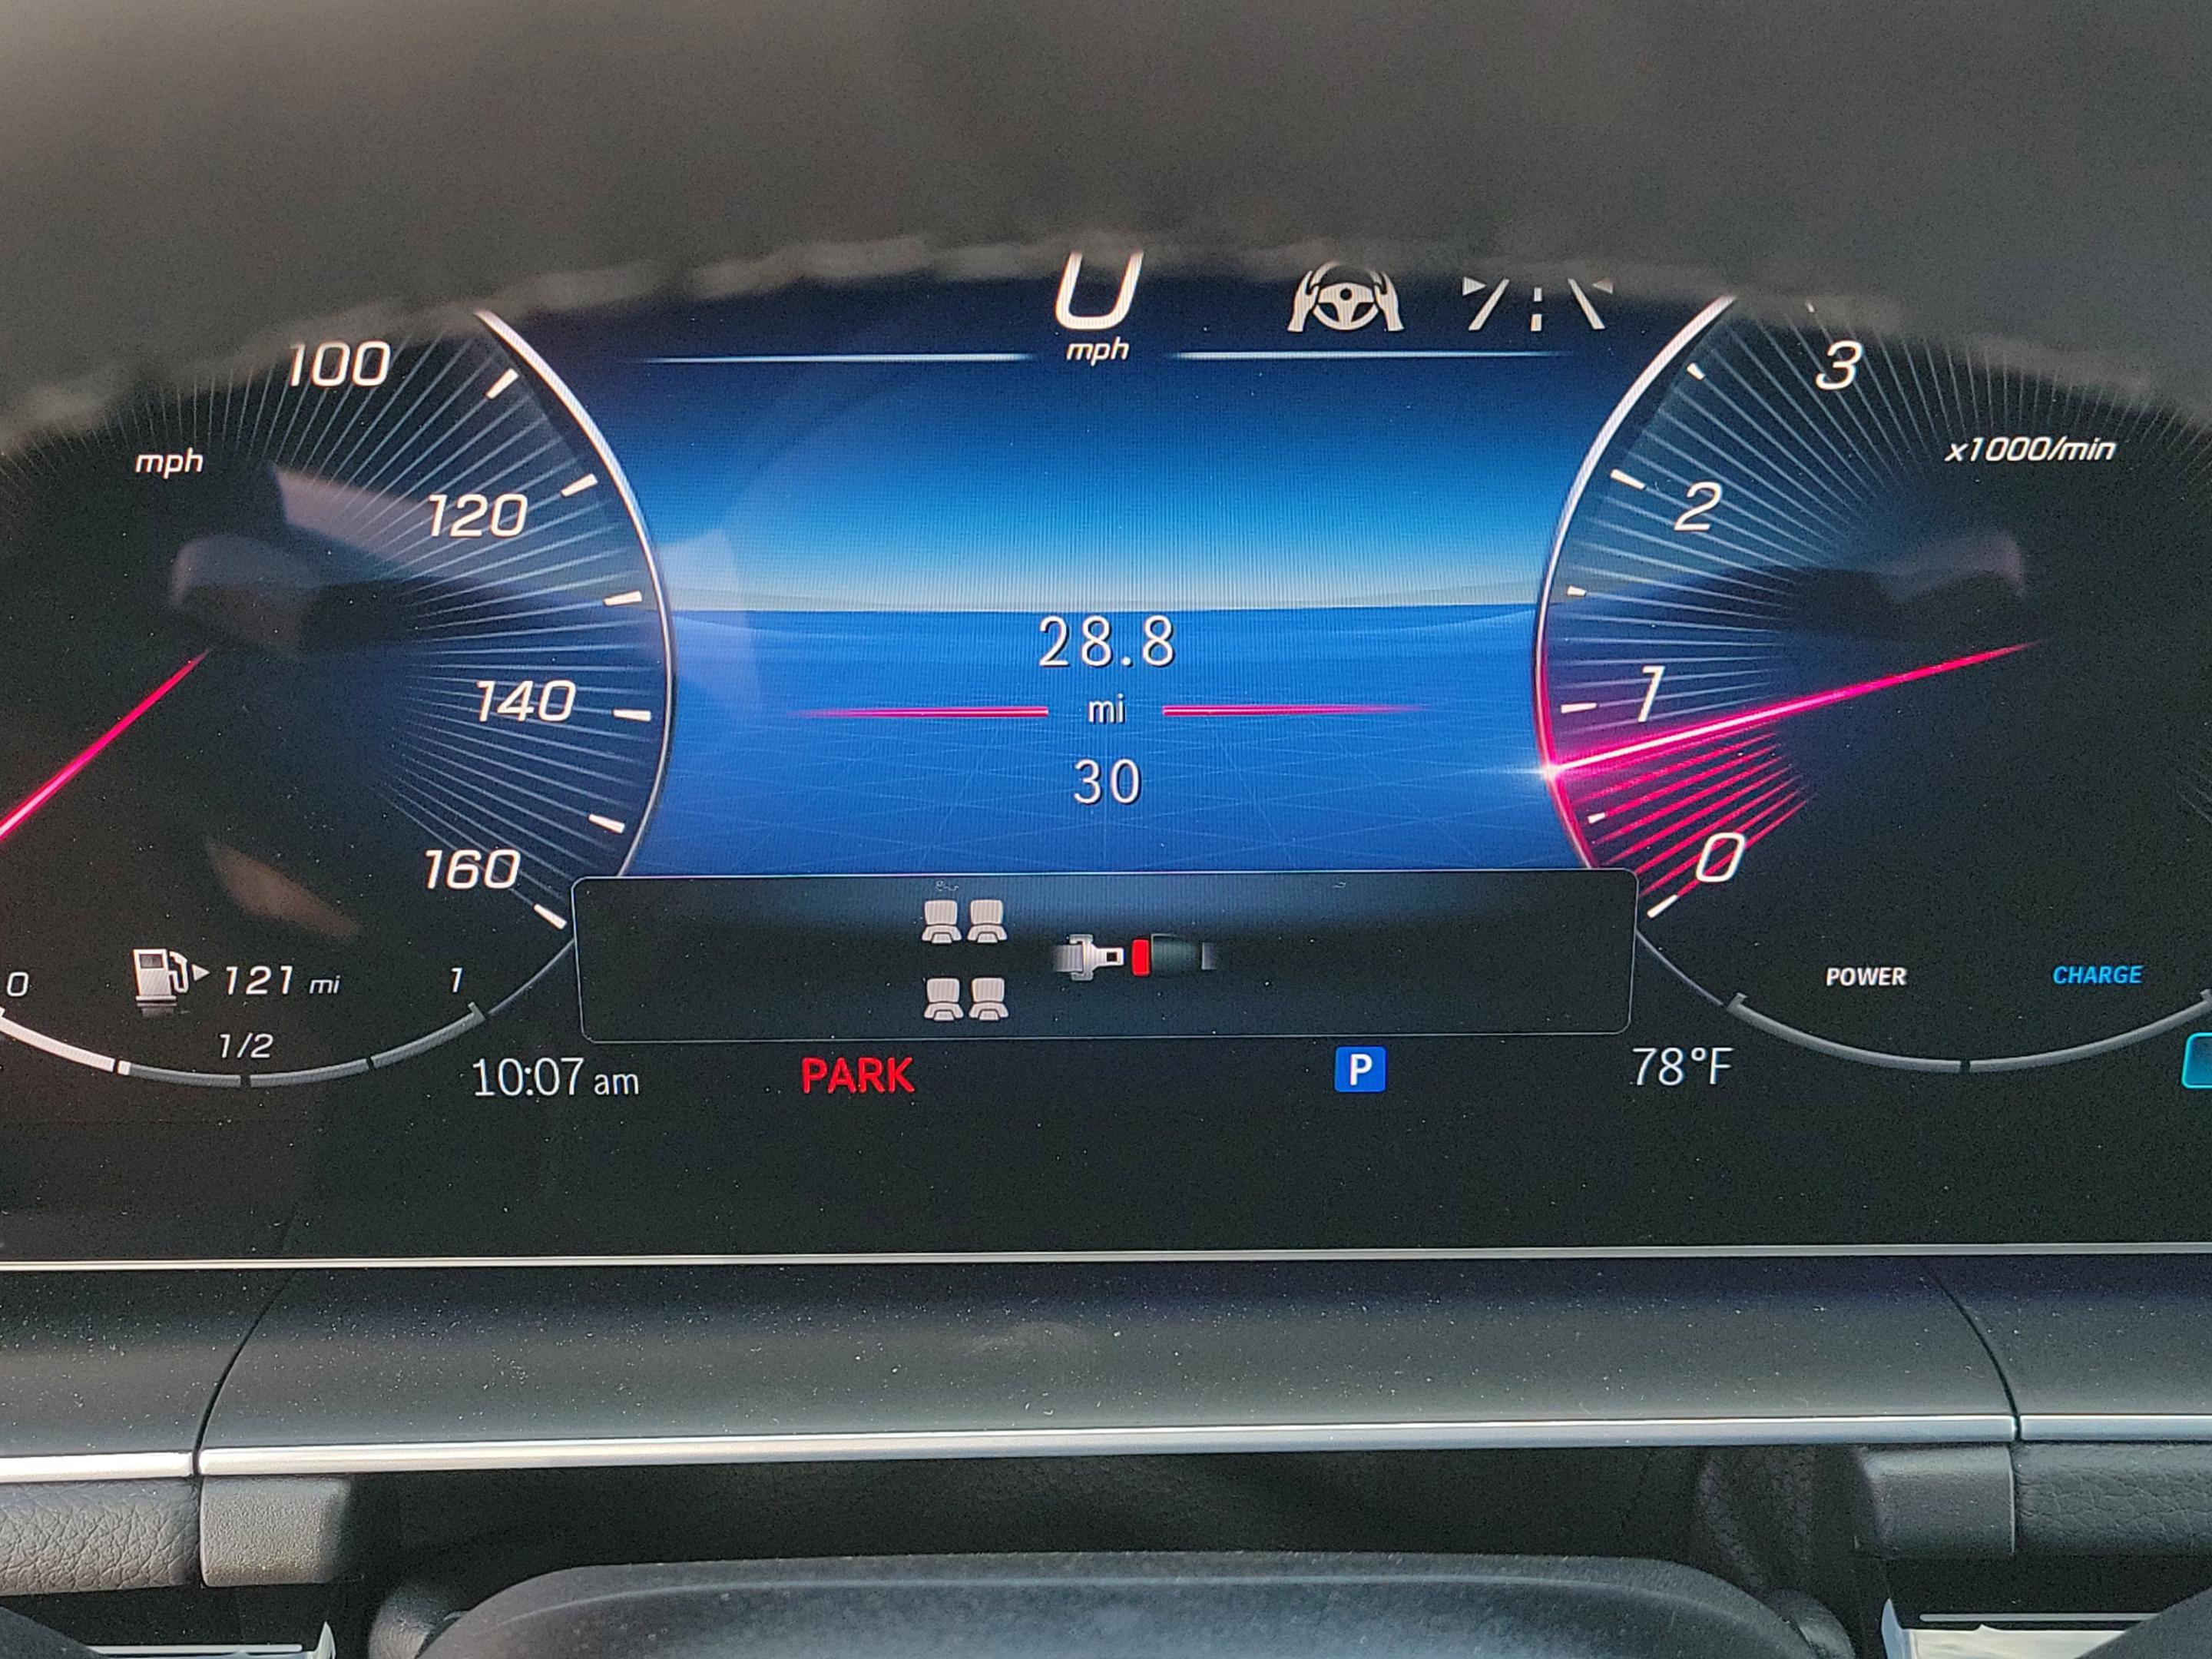 0
mph
100
mph
120
140
160
3
x1000/min
2
1
0
28.8
mi
30
0
121 mi
1
1/2
POWER
CHARGE
10:07 am
PARK
P
78°F